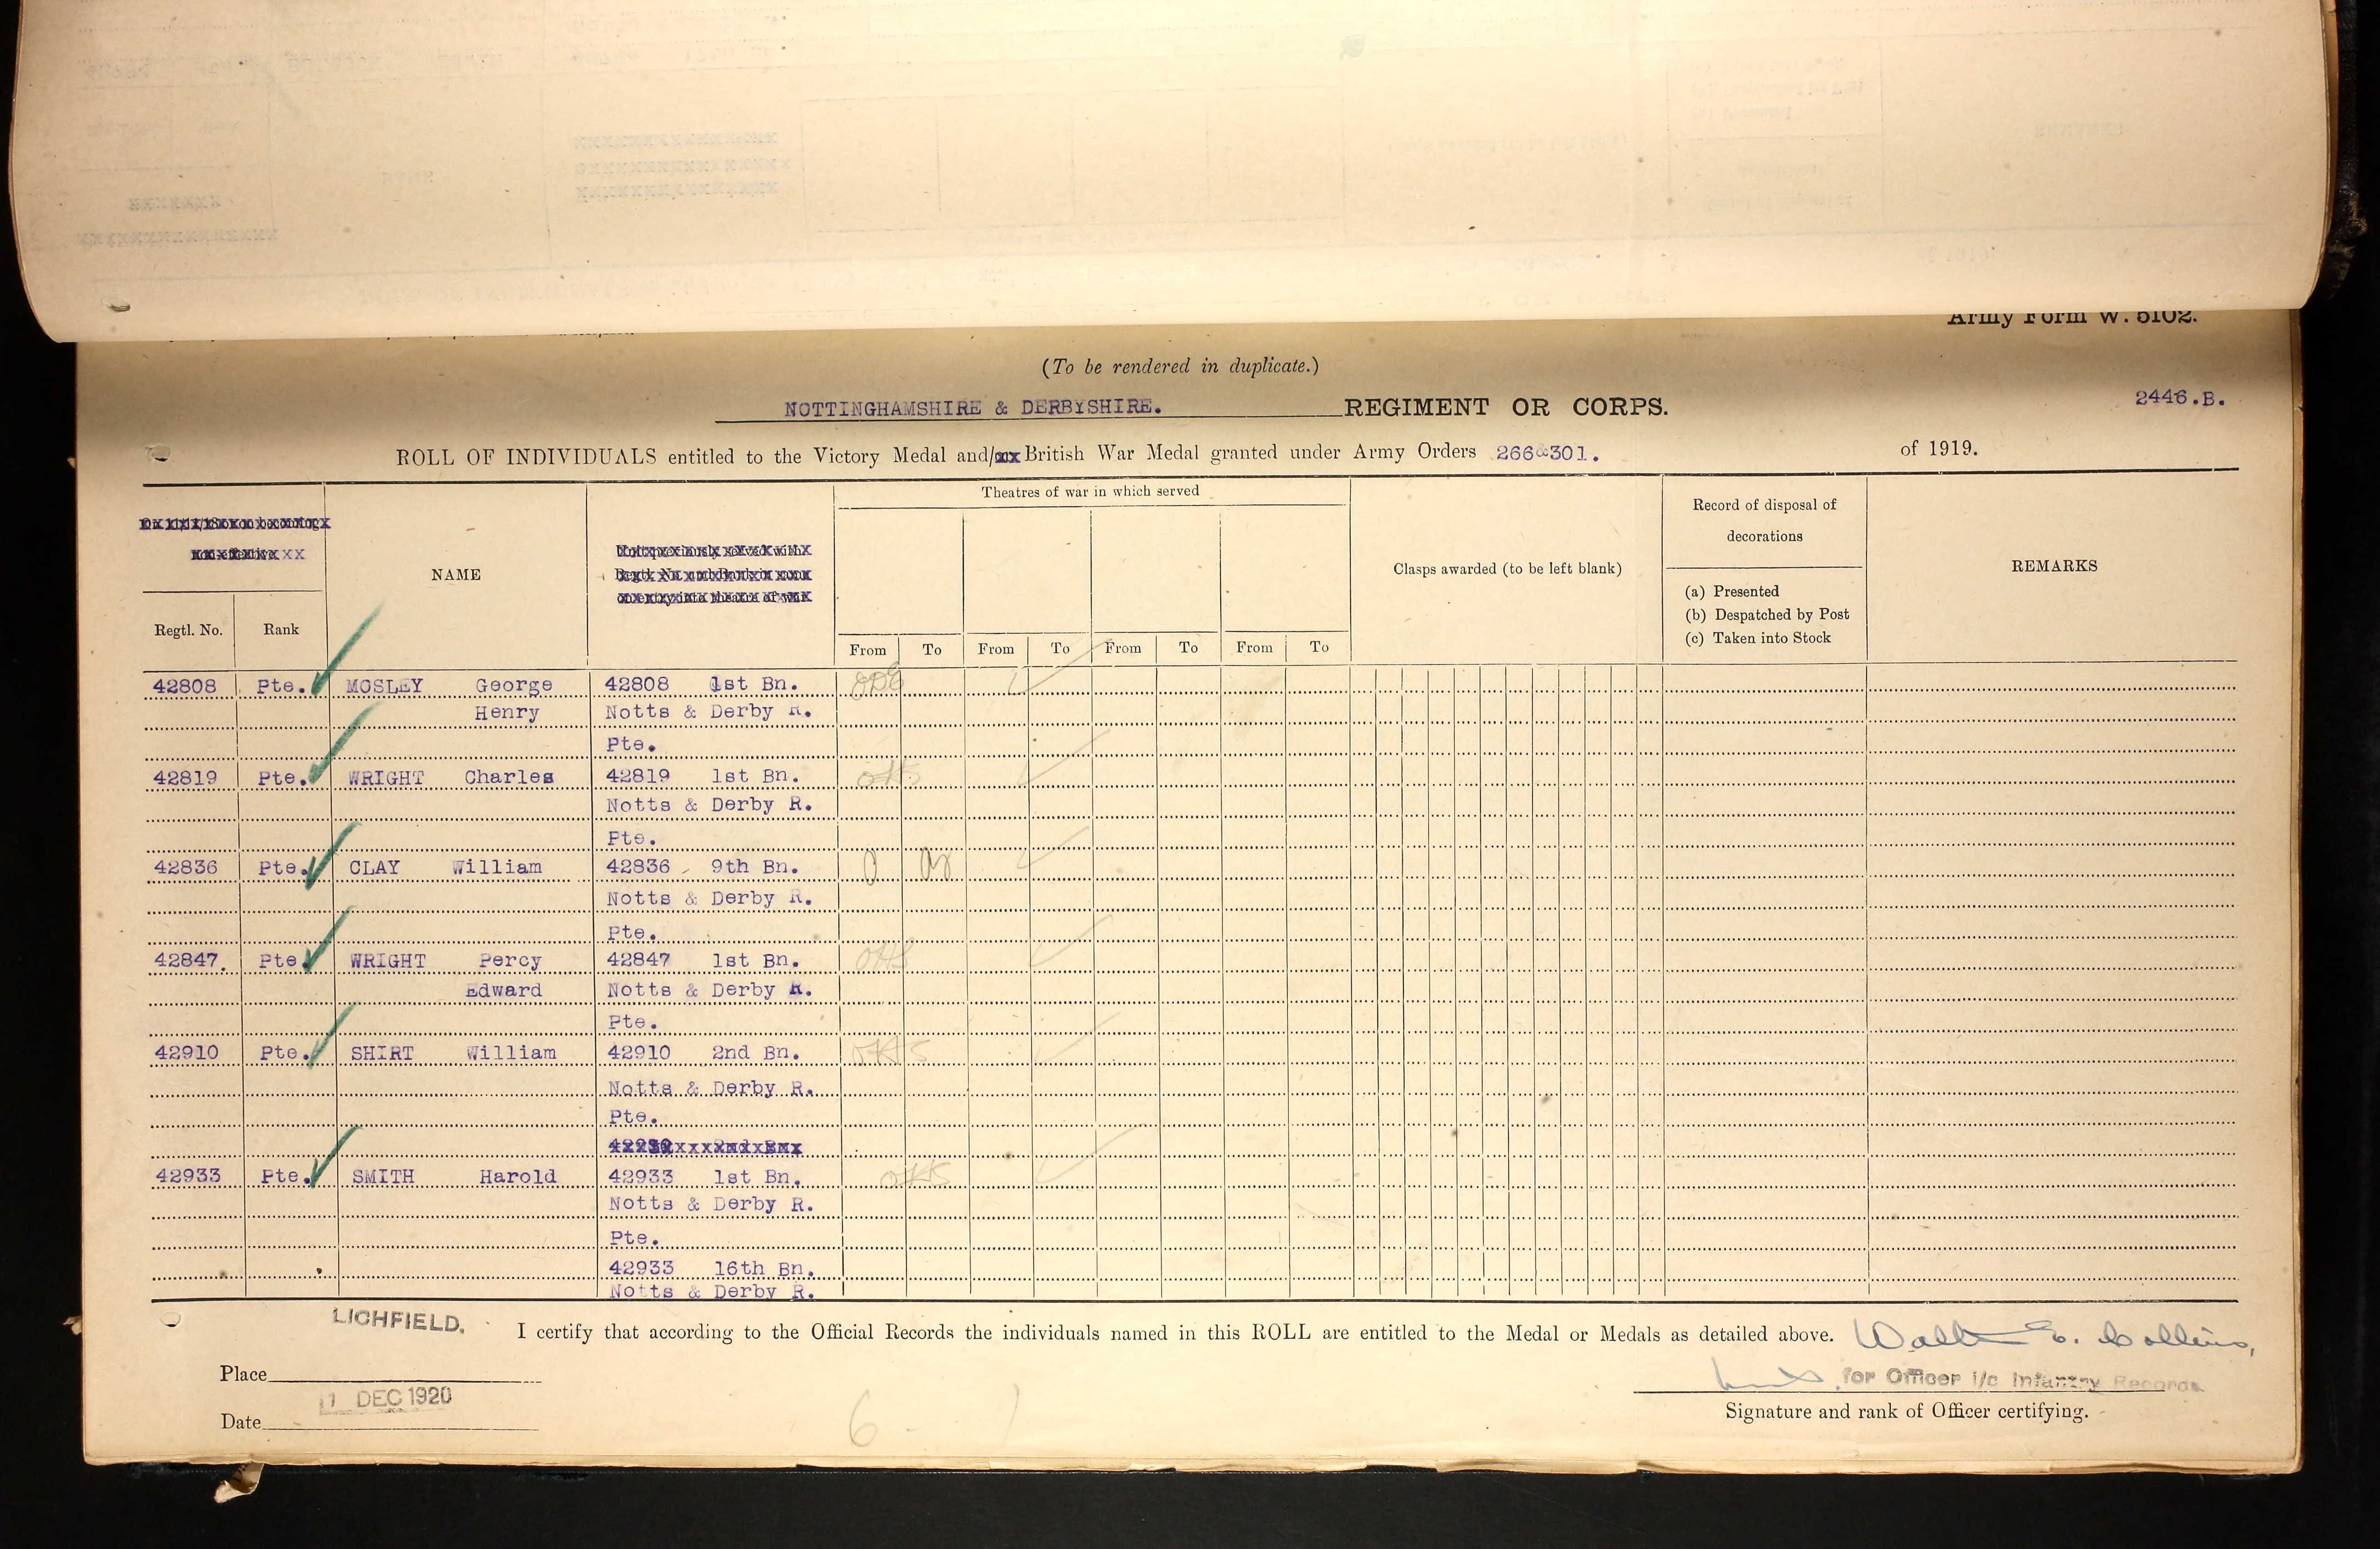 Army Form W. 5102.
(To be rendered in duplicate.)
NOTTINGHAMSHIRE & DERBYSHIRE. REGIMENT OR CORPS.
2446.B.
ROLL OF INDIVIDUALS entitled to the Victory Medal and/xx British War Medal granted under Army Orders 266&301. of 1919.
Theatres of war in which served
NAME
Clasps awarded (to be left blank)
Record of disposal of
decorations
(a) Presented
(b) Despatched by Post
(c) Taken into Stock
REMARKS
Regtl. No. Rank
From To From To From To From To
42808 Pte. MOSLEY George 42808 1st Bn.
Henry Notts & Derby R.
Pte.
42819 Pte. WRIGHT Charles 42819 1st Bn.
Notts & Derby R.
Pte.
42836 Pte. CLAY William 42836 9th Bn.
Notts & Derby R.
Pte.
42847. Pte. WRIGHT Percy 42847 1st Bn.
Edward Notts & Derby R.
Pte.
42910 Pte. SHIRT William 42910 2nd Bn.
Notts & Derby R.
Pte.
42933 Pte. SMITH Harold 42933 1st Bn.
Notts & Derby R.
Pte.
42933 16th Bn.
Notts & Derby R.
LICHFIELD.
I certify that according to the Official Records the individuals named in this ROLL are entitled to the Medal or Medals as detailed above.
Place
for Officer i/c Infantry Records
1 DEC 1920
Signature and rank of Officer certifying.
Date
6